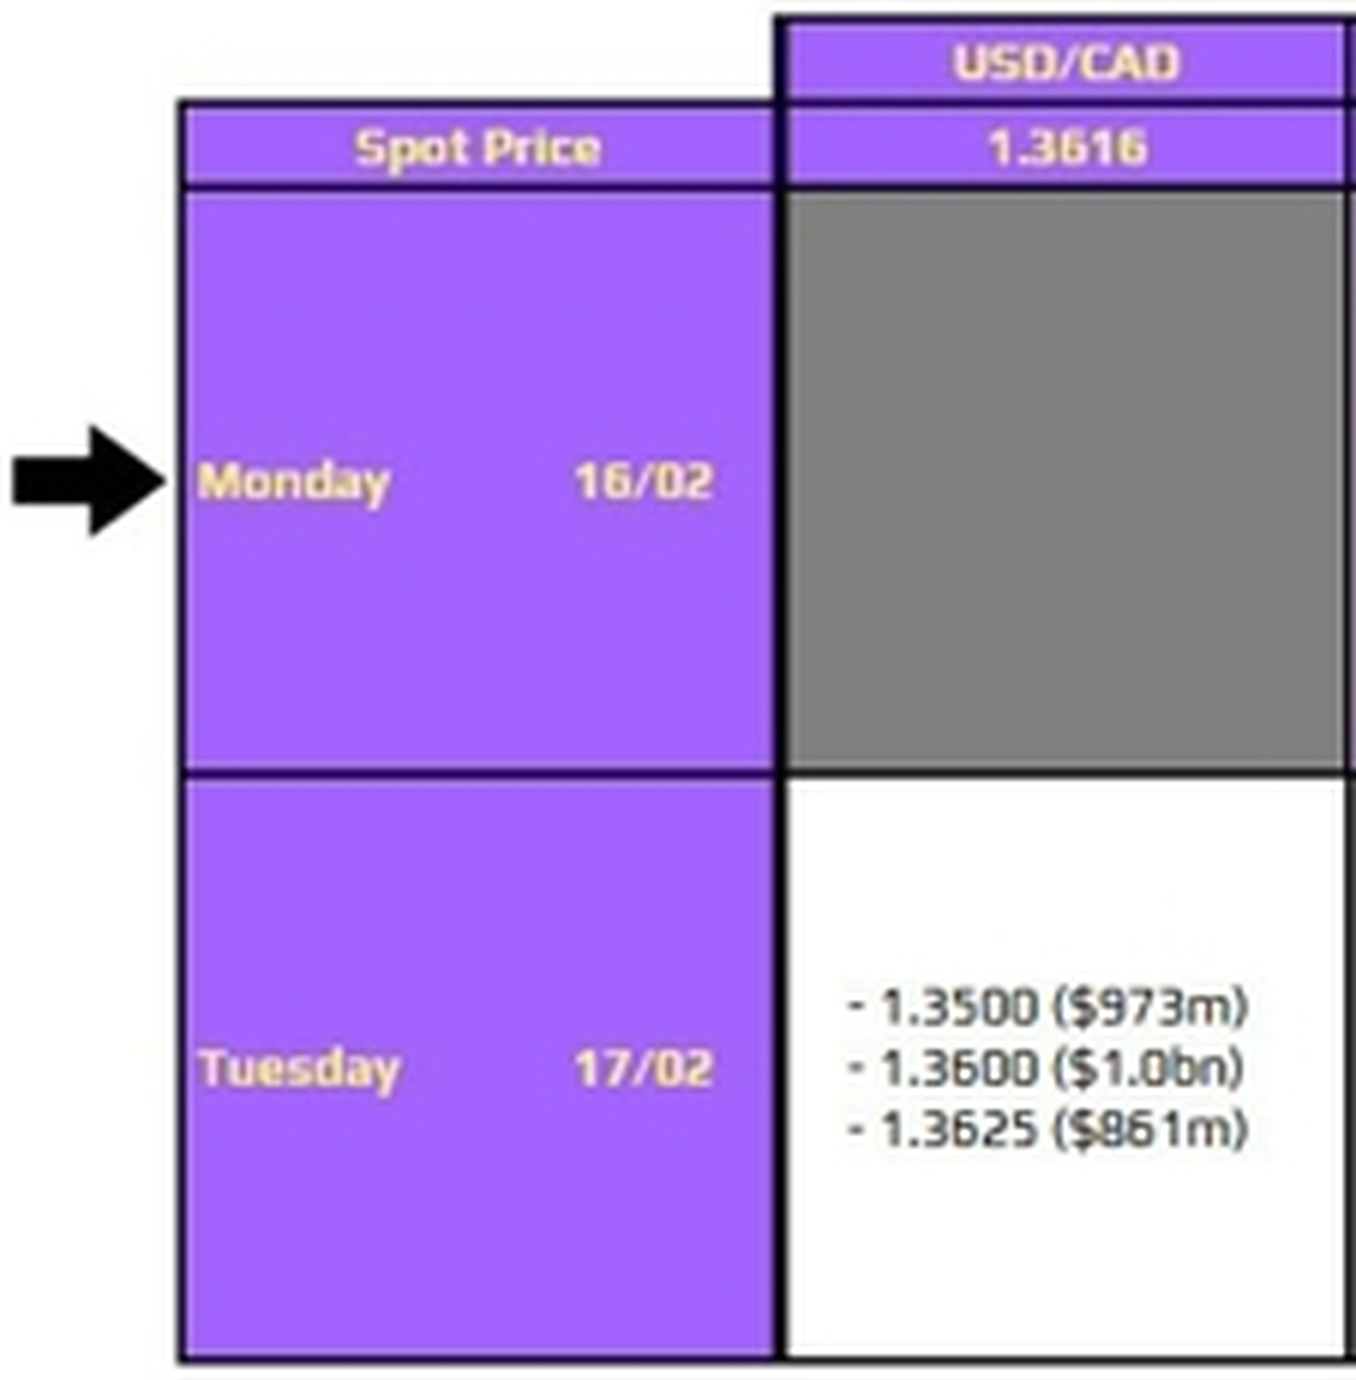 USD/CAD
Spot Price 1.3616
Monday 16/02
Tuesday 17/02
- 1.3500 ($973m)
- 1.3600 ($1.0bn)
- 1.3625 ($861m)